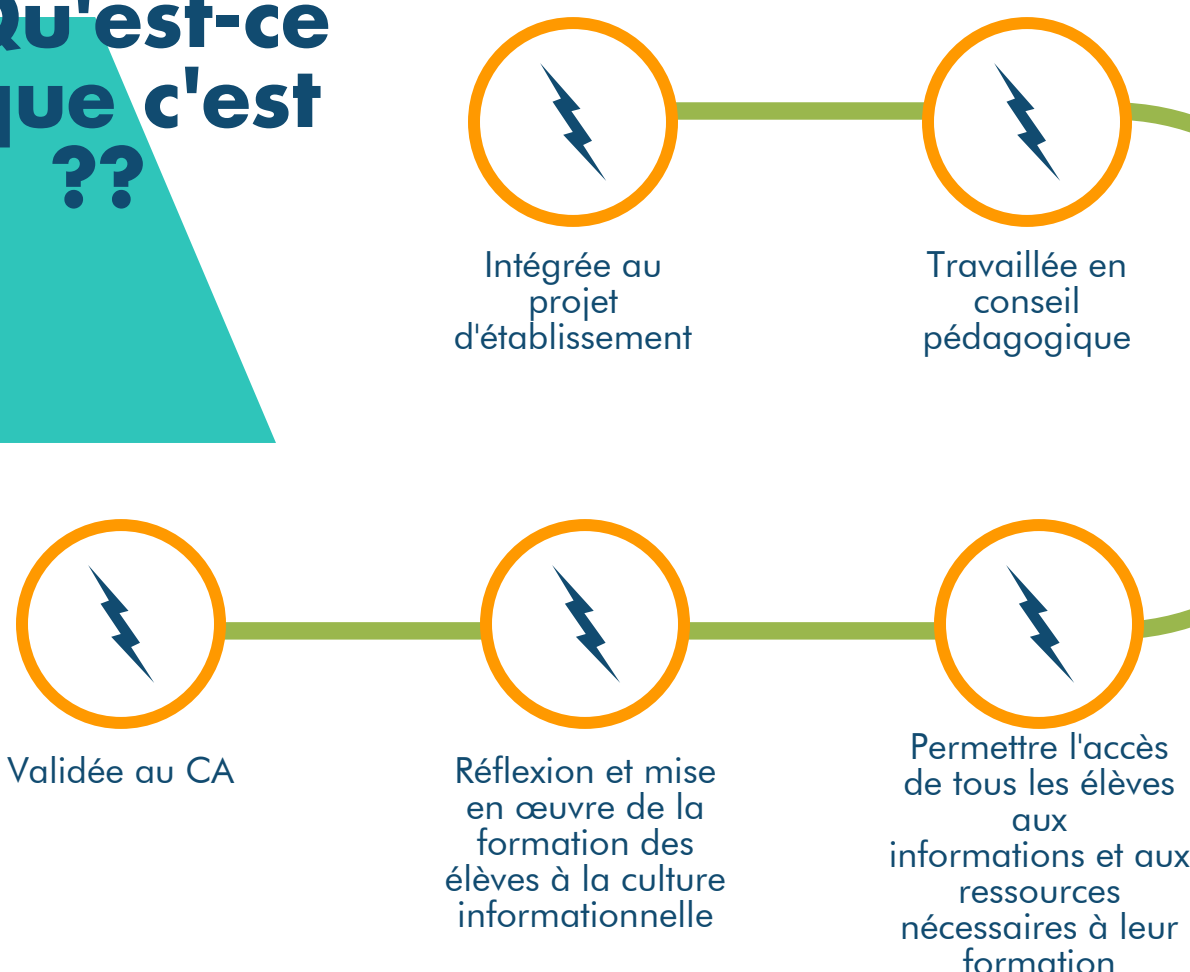 Qu'est-ce
que c'est
??
Intégrée au
projet
d'établissement
Travaillée en
conseil
pédagogique
Validée au CA
Réflexion et mise
en œuvre de la
formation des
élèves à la culture
informationnelle
Permettre l'accès
de tous les élèves
aux
informations et aux
ressources
nécessaires à leur
formation